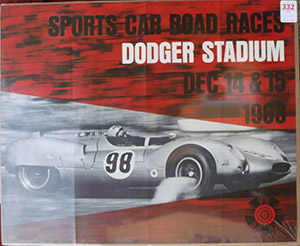 332
SPORTS CAR ROAD RACES
DODGER STADIUM
DEC. 14 & 15
1963
98